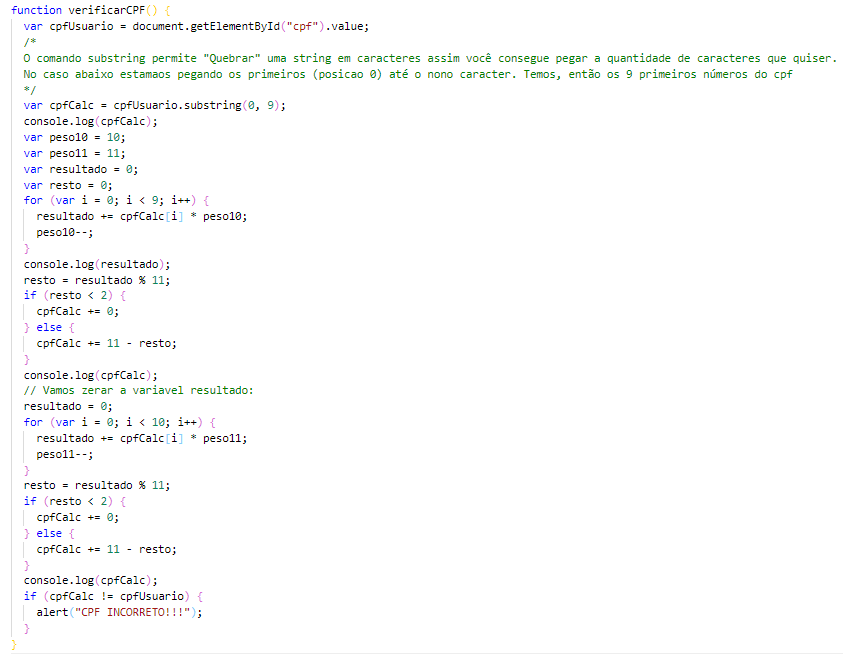 function verificarCPF() {
var cpfUsuario = document.getElementById("cpf").value;
/*
O comando substring permite "Quebrar" uma string em caracteres assim você consegue pegar a quantidade de caracteres que quiser.
No caso abaixo estamaos pegando os primeiros (posicao 0) até o nono caracter. Temos, então os 9 primeiros números do cpf
*/
var cpfCalc = cpfUsuario.substring(0, 9);
console.log(cpfCalc);
var peso10 = 10;
var peso11 = 11;
var resultado = 0;
var resto = 0;
for (var i = 0; i < 9; i++) {
resultado += cpfCalc[i] * peso10;
peso10--;
}
console.log(resultado);
resto = resultado % 11;
if (resto < 2) {
cpfCalc += 0;
} else {
cpfCalc += 11 - resto;
}
console.log(cpfCalc);
// Vamos zerar a variavel resultado:
resultado = 0;
for (var i = 0; i < 10; i++) {
resultado += cpfCalc[i] * peso11;
peso11--;
}
resto = resultado % 11;
if (resto < 2) {
cpfCalc += 0;
} else {
cpfCalc += 11 - resto;
}
console.log(cpfCalc);
if (cpfCalc != cpfUsuario) {
alert("CPF INCORRETO!!!");
}
}